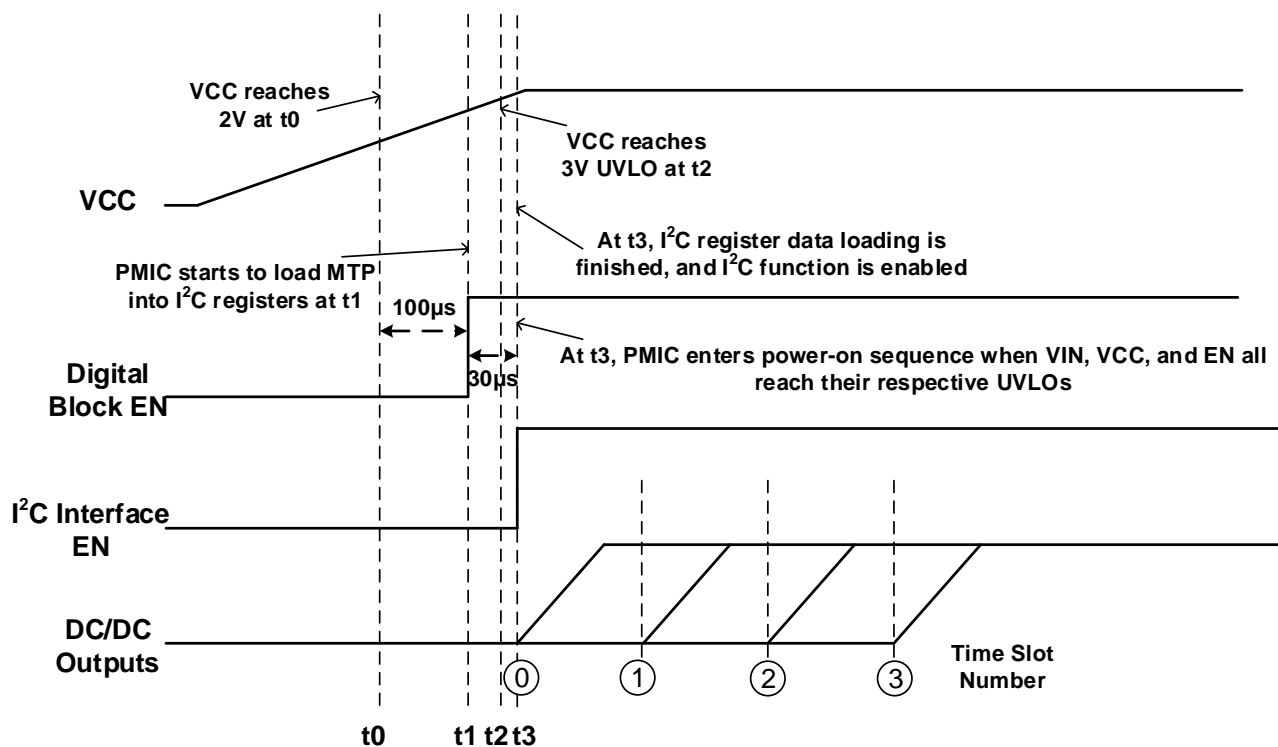 VCC reaches
2V at t0
VCC reaches
3V UVLO at t2
VCC
At t3, I²C register data loading is
finished, and I²C function is enabled
PMIC starts to load MTP
into I²C registers at t1
100µs
At t3, PMIC enters power-on sequence when VIN, VCC, and EN all
reach their respective UVLOs
30µs
Digital
Block EN
I²C Interface
EN
DC/DC
Outputs
0
1
2
3
Time Slot
Number
t0
t1
t2
t3